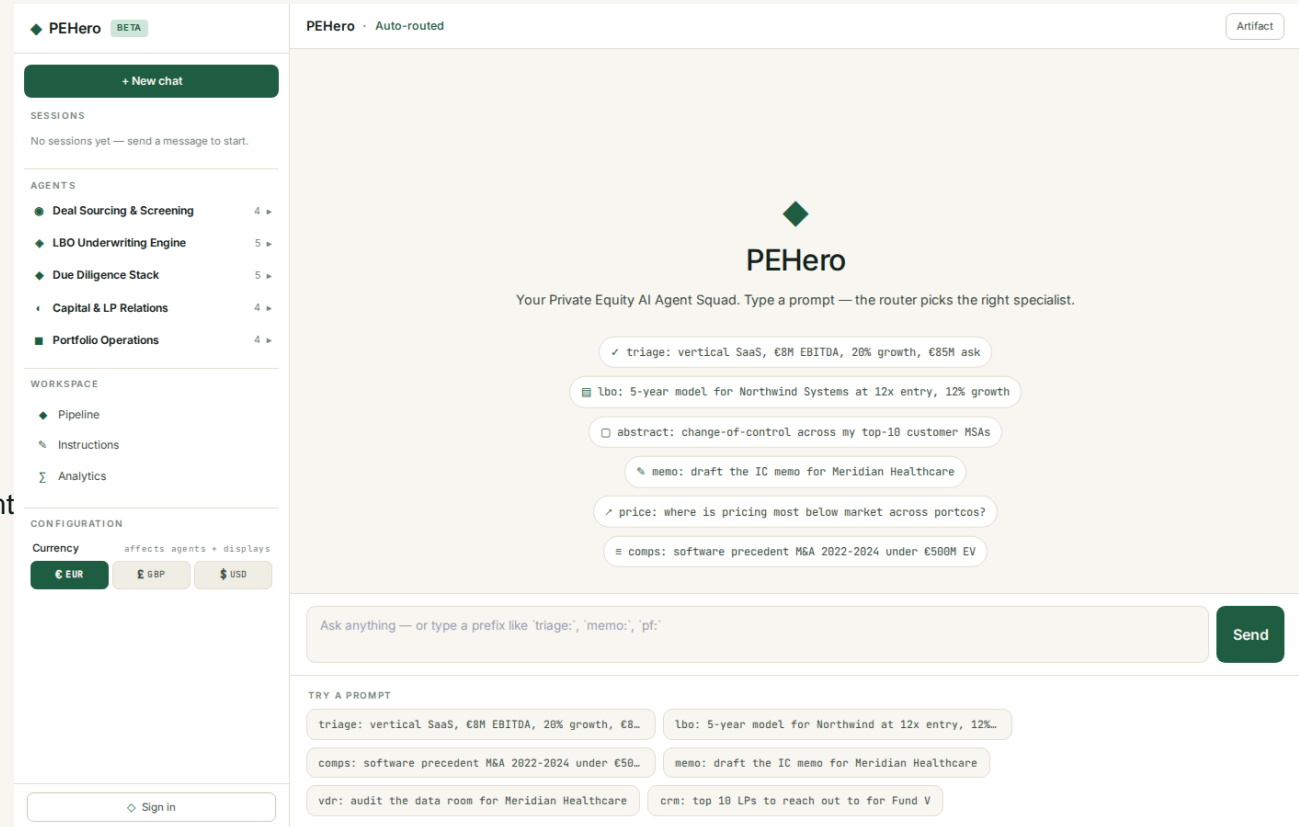 PEHero BETA
+ New chat
SESSIONS
No sessions yet — send a message to start.
AGENTS
Deal Sourcing & Screening 4
LBO Underwriting Engine 5
Due Diligence Stack 5
Capital & LP Relations 4
Portfolio Operations 4
WORKSPACE
Pipeline
Instructions
∑ Analytics
nt
CONFIGURATION
Currency affects agents + displays
€ EUR £ GBP $ USD
Sign in
PEHero · Auto-routed
Artifact
PEHero
Your Private Equity AI Agent Squad. Type a prompt — the router picks the right specialist.
✓ triage: vertical SaaS, €8M EBITDA, 20% growth, €85M ask
lbo: 5-year model for Northwind Systems at 12x entry, 12% growth
abstract: change-of-control across my top-10 customer MSAs
memo: draft the IC memo for Meridian Healthcare
price: where is pricing most below market across portcos?
comps: software precedent M&A 2022-2024 under €500M EV
Ask anything — or type a prefix like `triage:`, `memo:`, `pf:`
Send
TRY A PROMPT
triage: vertical SaaS, €8M EBITDA, 20% growth, €8…
lbo: 5-year model for Northwind at 12x entry, 12%…
comps: software precedent M&A 2022-2024 under €50…
memo: draft the IC memo for Meridian Healthcare
vdr: audit the data room for Meridian Healthcare
crm: top 10 LPs to reach out to for Fund V